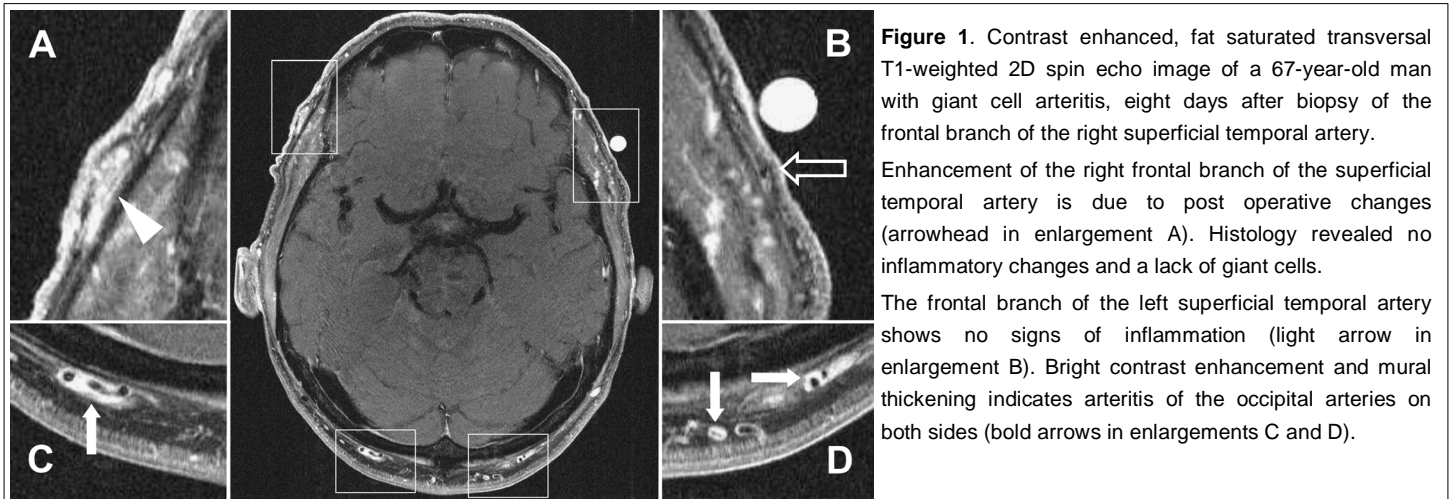 A
B
C
D
Figure 1. Contrast enhanced, fat saturated transversal
T1-weighted 2D spin echo image of a 67-year-old man
with giant cell arteritis, eight days after biopsy of the
frontal branch of the right superficial temporal artery.
Enhancement of the right frontal branch of the superficial
temporal artery is due to post operative changes
(arrowhead in enlargement A). Histology revealed no
inflammatory changes and a lack of giant cells.
The frontal branch of the left superficial temporal artery
shows no signs of inflammation (light arrow in
enlargement B). Bright contrast enhancement and mural
thickening indicates arteritis of the occipital arteries on
both sides (bold arrows in enlargements C and D).